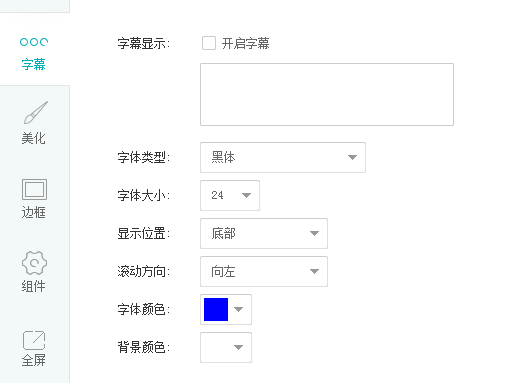 字幕
美化
边框
组件
全屏
字幕显示: 开启字幕
字体类型: 黑体
字体大小: 24
显示位置: 底部
滚动方向: 向左
字体颜色:
背景颜色: